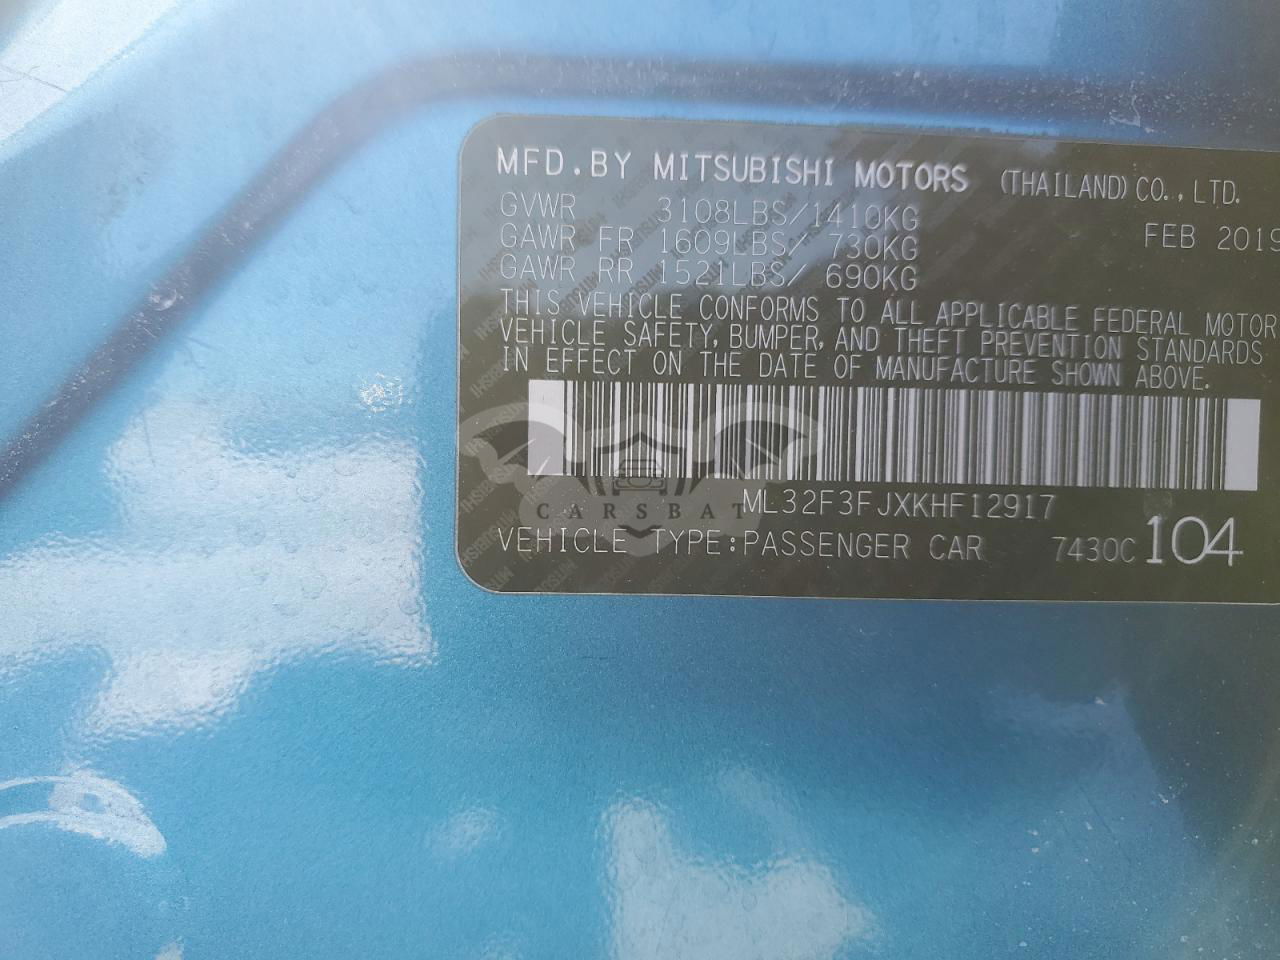 MFD.BY MITSUBISHI MOTORS (THAILAND) CO., LTD.
GVWR 3108LBS/1410KG
FEB 2019
GAWR FR 1609LBS/ 730KG
GAWR RR 1521LBS/ 690KG
THIS VEHICLE CONFORMS TO ALL APPLICABLE FEDERAL MOTOR
VEHICLE SAFETY, BUMPER, AND THEFT PREVENTION STANDARDS
IN EFFECT ON THE DATE OF MANUFACTURE SHOWN ABOVE.
ML32F3FJXKHF12917
CARSBAT
VEHICLE TYPE:PASSENGER CAR 7430C 104